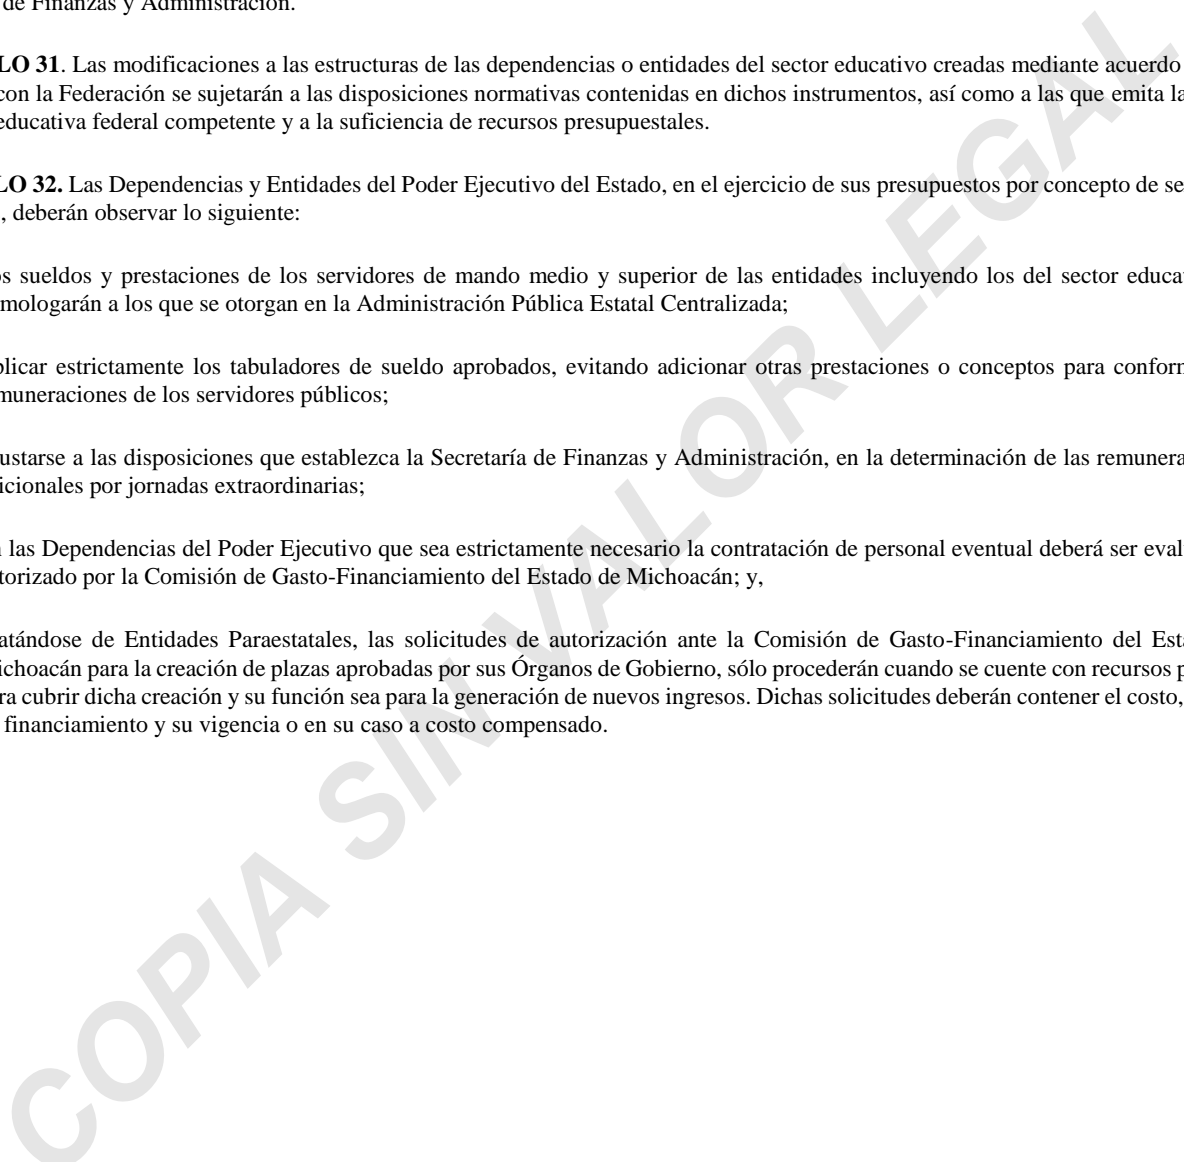 de Finanzas y Administración.
LO 31. Las modificaciones a las estructuras de las dependencias o entidades del sector educativo creadas mediante acuerdo
con la Federación se sujetarán a las disposiciones normativas contenidas en dichos instrumentos, así como a las que emita la
educativa federal competente y a la suficiencia de recursos presupuestales.
LO 32. Las Dependencias y Entidades del Poder Ejecutivo del Estado, en el ejercicio de sus presupuestos por concepto de se
, deberán observar lo siguiente:
os sueldos y prestaciones de los servidores de mando medio y superior de las entidades incluyendo los del sector educa
mologarán a los que se otorgan en la Administración Pública Estatal Centralizada;
plicar estrictamente los tabuladores de sueldo aprobados, evitando adicionar otras prestaciones o conceptos para conform
muneraciones de los servidores públicos;
ustarse a las disposiciones que establezca la Secretaría de Finanzas y Administración, en la determinación de las remunera
icionales por jornadas extraordinarias;
n las Dependencias del Poder Ejecutivo que sea estrictamente necesario la contratación de personal eventual deberá ser eval
torizado por la Comisión de Gasto-Financiamiento del Estado de Michoacán; y,
atándose de Entidades Paraestatales, las solicitudes de autorización ante la Comisión de Gasto-Financiamiento del Est
ichoacán para la creación de plazas aprobadas por sus Órganos de Gobierno, sólo procederán cuando se cuente con recursos p
ra cubrir dicha creación y su función sea para la generación de nuevos ingresos. Dichas solicitudes deberán contener el costo,
financiamiento y su vigencia o en su caso a costo compensado.
COPIA SIN VALOR LEGAL